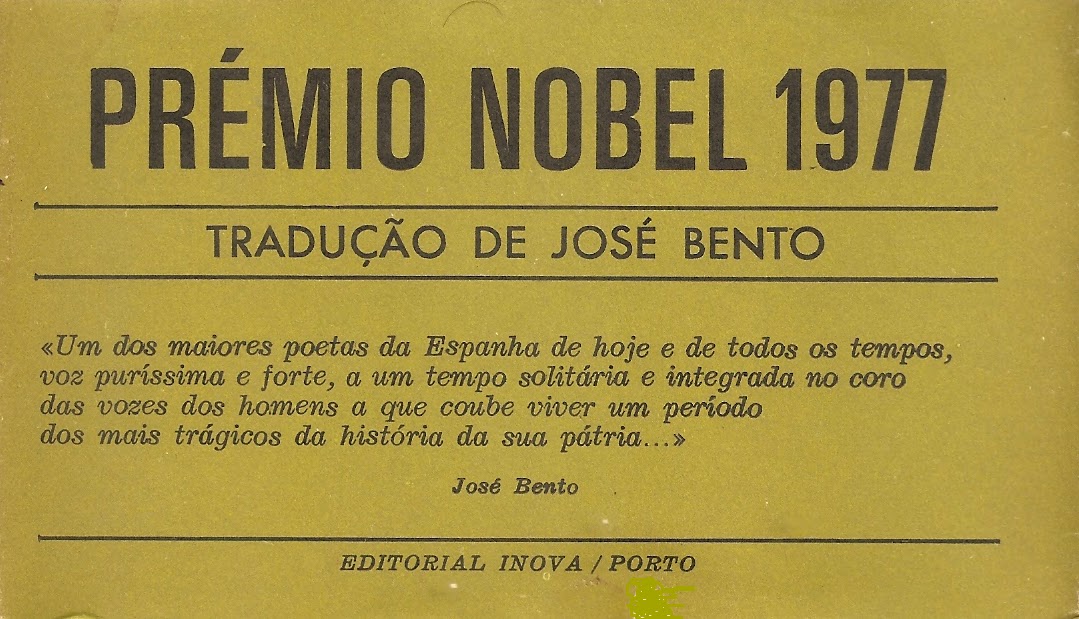 PRÉMIO NOBEL 1977
TRADUÇÃO DE JOSÉ BENTO
«Um dos maiores poetas da Espanha de hoje e de todos os tempos,
voz puríssima e forte, a um tempo solitária e integrada no coro
das vozes dos homens a que coube viver um período
dos mais trágicos da história da sua pátria...»
José Bento
EDITORIAL INOVA / PORTO